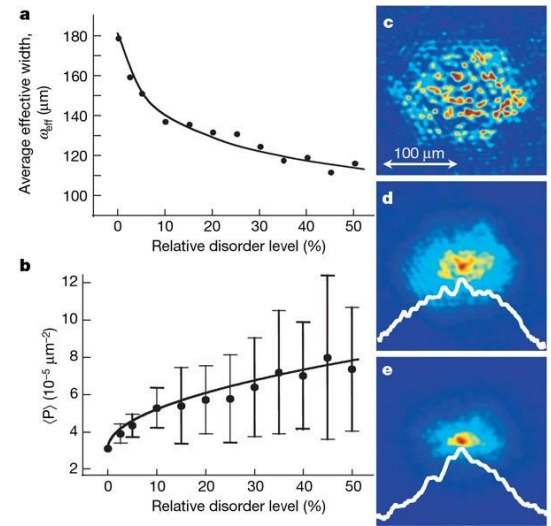 a
Average effective width,
ω_eff (μm)
180
160
140
120
100
0 10 20 30 40 50
Relative disorder level (%)
b
⟨P⟩ (10⁻⁵ μm⁻²)
12
10
8
6
4
2
0 10 20 30 40 50
Relative disorder level (%)
c
100 μm
d
e